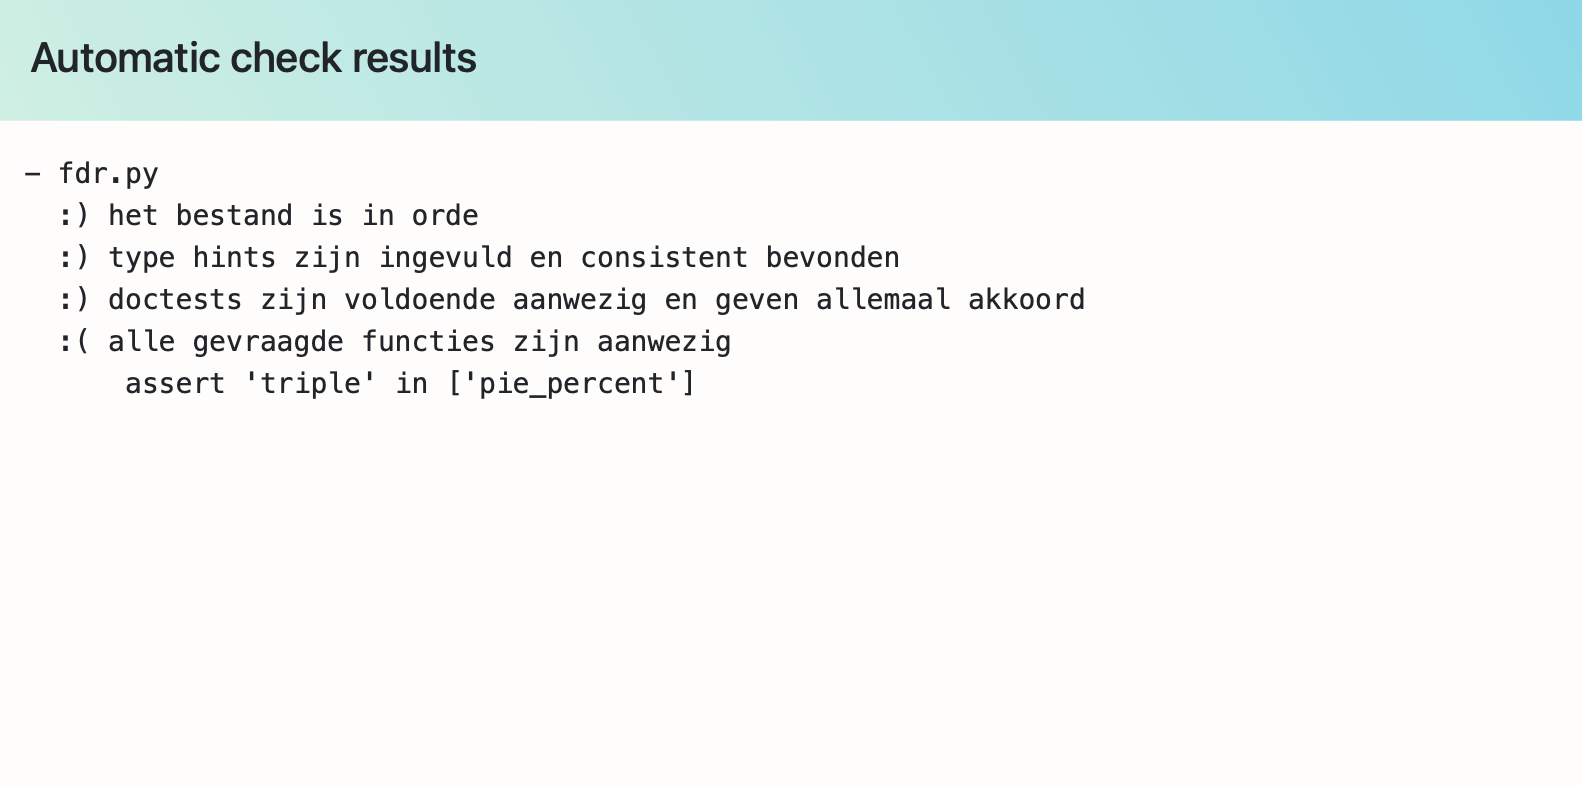 Automatic check results
– fdr.py
:) het bestand is in orde
:) type hints zijn ingevuld en consistent bevonden
:) doctests zijn voldoende aanwezig en geven allemaal akkoord
:( alle gevraagde functies zijn aanwezig
assert 'triple' in ['pie_percent']